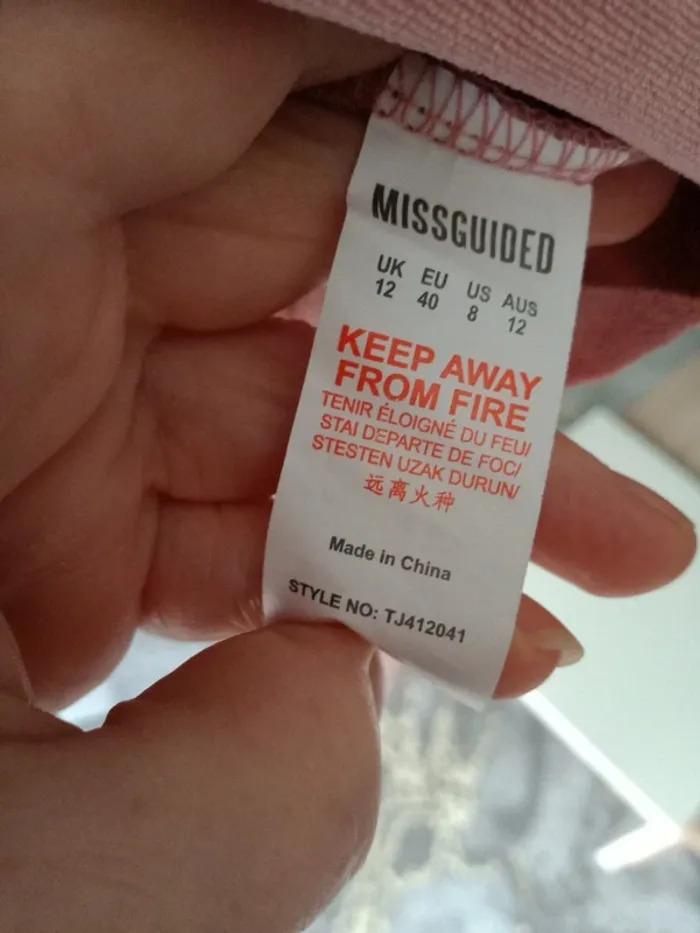 MISSGUIDED
UK EU US AUS
12 40 8 12
KEEP AWAY
FROM FIRE
TENIR ÉLOIGNÉ DU FEU/
STAI DEPARTE DE FOC/
STESTEN UZAK DURUN/
远离火种
Made in China
STYLE NO: TJ412041